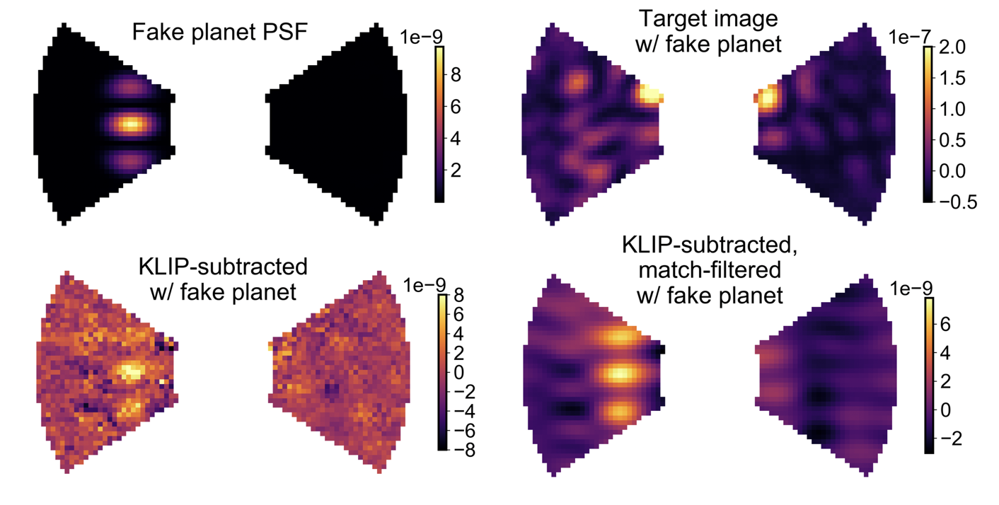 Fake planet PSF
1e−9
8
6
4
2
Target image
w/ fake planet
1e−7
2.0
1.5
1.0
0.5
0.0
−0.5
KLIP-subtracted
w/ fake planet
1e−9
8
6
4
2
0
−2
−4
−6
−8
KLIP-subtracted,
match-filtered
w/ fake planet
1e−9
6
4
2
0
−2